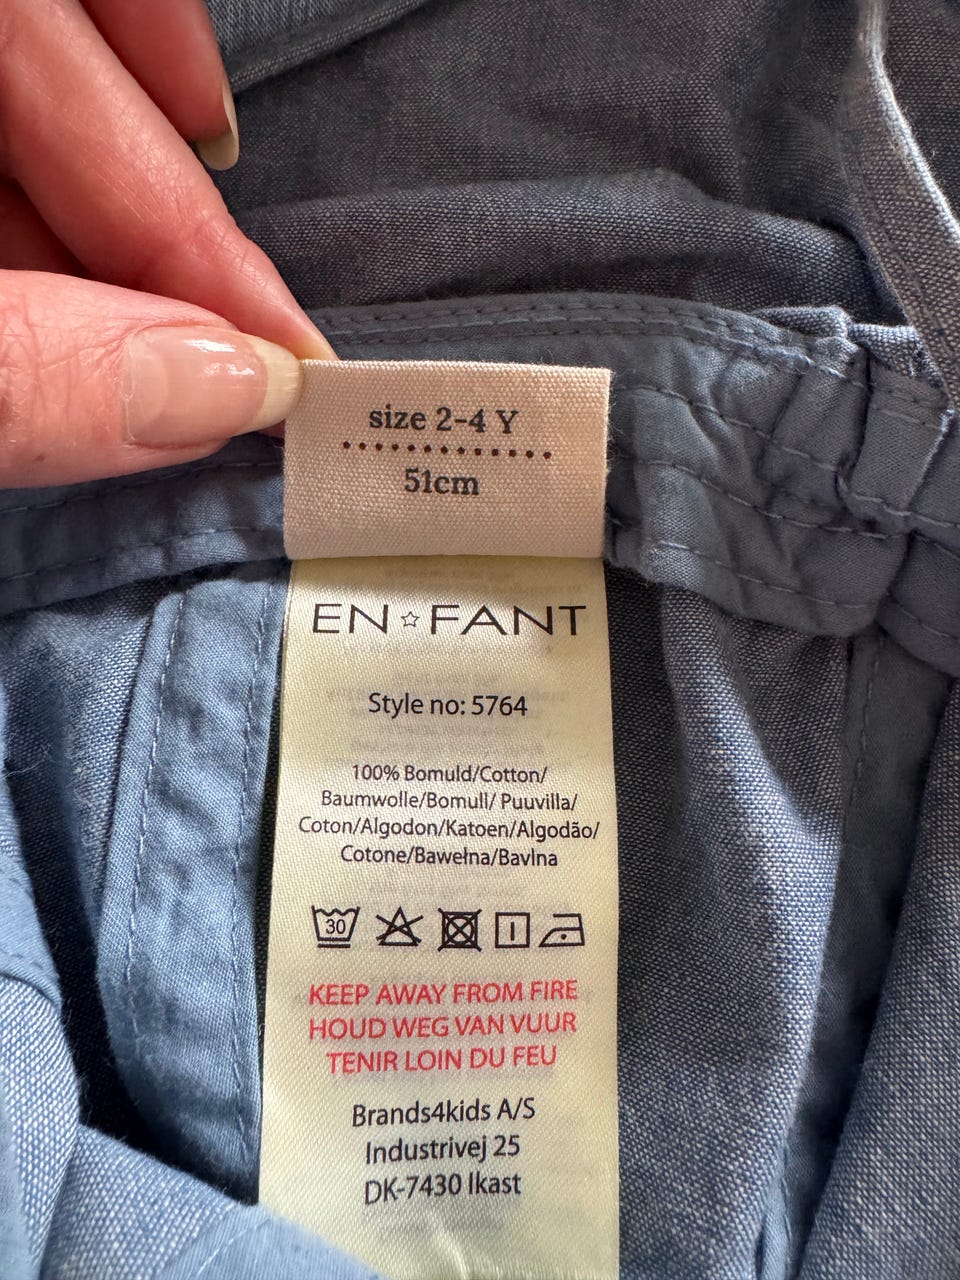 size 2-4 Y
51cm
EN☆FANT
Style no: 5764
100% Bomuld/Cotton/
Baumwolle/Bomull/ Puuvilla/
Coton/Algodon/Katoen/Algodão/
Cotone/Bawełna/Bavlna
30
KEEP AWAY FROM FIRE
HOUD WEG VAN VUUR
TENIR LOIN DU FEU
Brands4kids A/S
Industrivej 25
DK-7430 Ikast